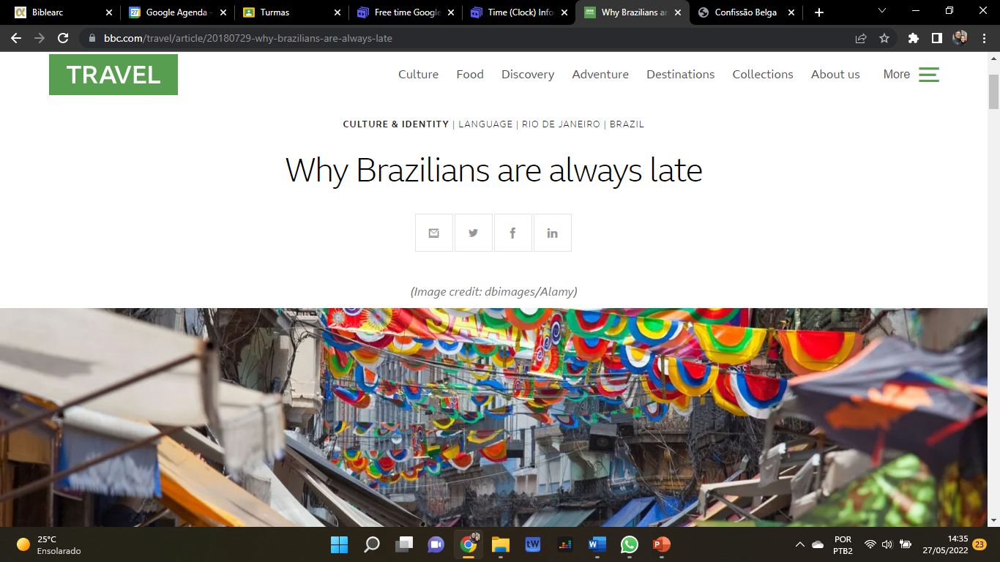 Biblearc
Google Agenda -
Turmas
Free time Google
Time (Clock) Info
Why Brazilians ar
Confissão Belga
bbc.com/travel/article/20180729-why-brazilians-are-always-late
TRAVEL
Culture Food Discovery Adventure Destinations Collections About us More
CULTURE & IDENTITY | LANGUAGE | RIO DE JANEIRO | BRAZIL
Why Brazilians are always late
(Image credit: dbimages/Alamy)
25°C
Ensolarado
POR
PTB2
14:35
27/05/2022
23